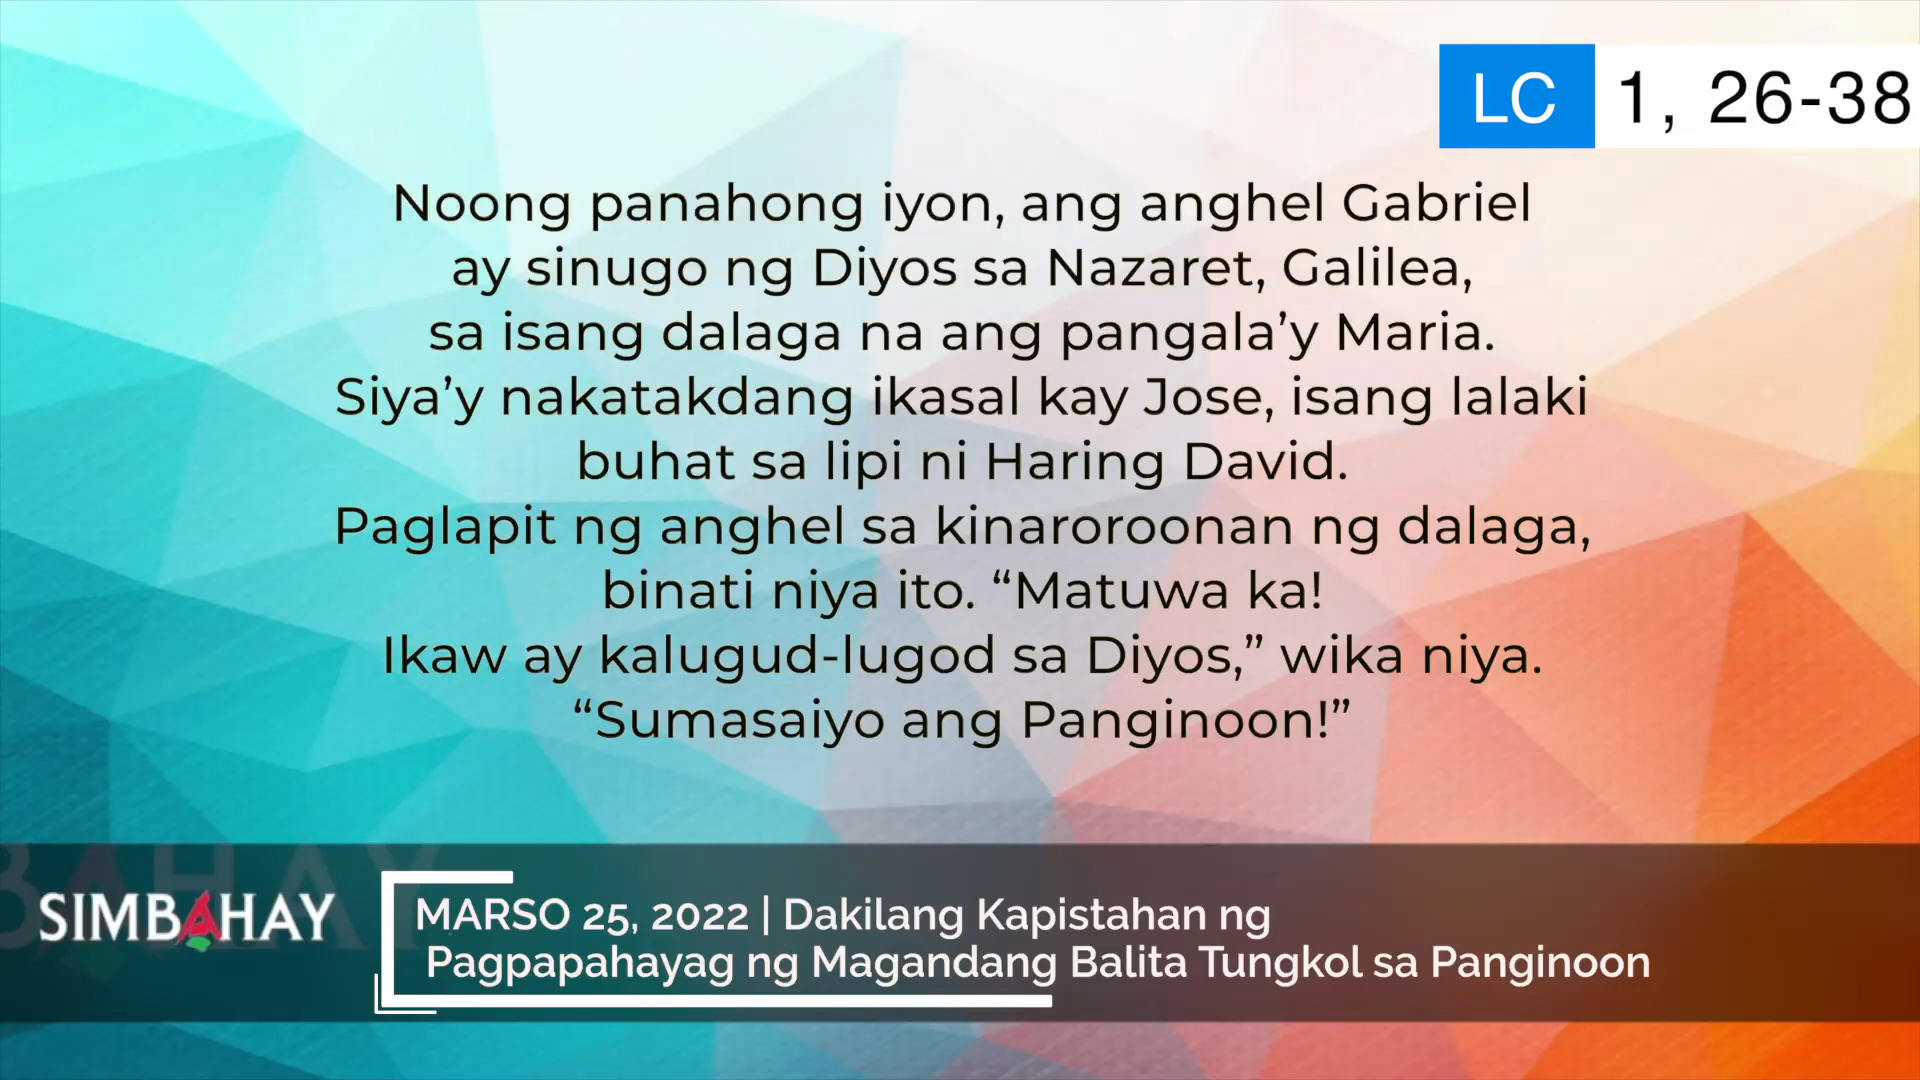 LC 1, 26-38
Noong panahong iyon, ang anghel Gabriel
ay sinugo ng Diyos sa Nazaret, Galilea,
sa isang dalaga na ang pangala’y Maria.
Siya’y nakatakdang ikasal kay Jose, isang lalaki
buhat sa lipi ni Haring David.
Paglapit ng anghel sa kinaroroonan ng dalaga,
binati niya ito. “Matuwa ka!
Ikaw ay kalugud-lugod sa Diyos,” wika niya.
“Sumasaiyo ang Panginoon!”
SIMBAHAY
MARSO 25, 2022 | Dakilang Kapistahan ng
Pagpapahayag ng Magandang Balita Tungkol sa Panginoon